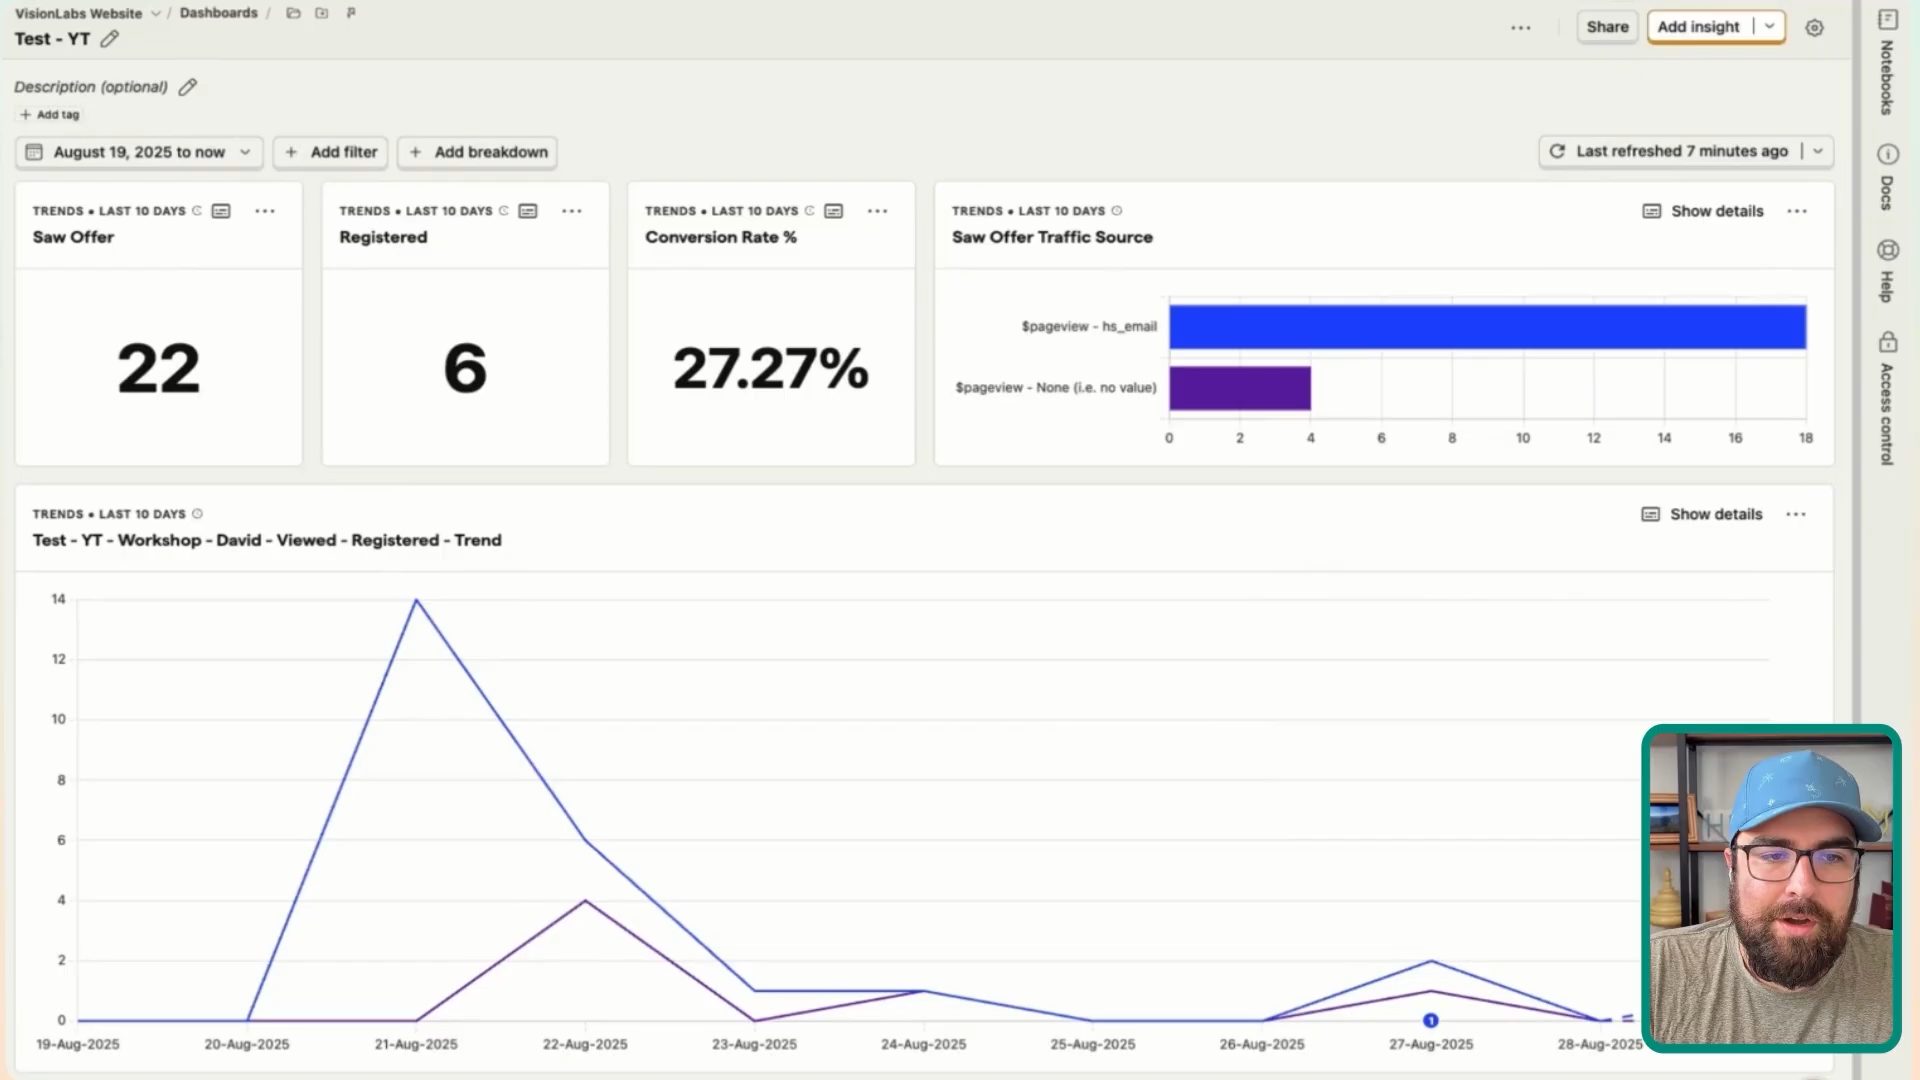 VisionLabs Website / Dashboards /
Test - YT
Share
Add insight
Description (optional)
+ Add tag
August 19, 2025 to now
+ Add filter
+ Add breakdown
Last refreshed 7 minutes ago
Notebooks
Docs
Help
Access control
TRENDS • LAST 10 DAYS
Saw Offer
22
TRENDS • LAST 10 DAYS
Registered
6
TRENDS • LAST 10 DAYS
Conversion Rate %
27.27%
TRENDS • LAST 10 DAYS
Show details
Saw Offer Traffic Source
$pageview - hs_email
$pageview - None (i.e. no value)
0 2 4 6 8 10 12 14 16 18
TRENDS • LAST 10 DAYS
Show details
Test - YT - Workshop - David - Viewed - Registered - Trend
14
12
10
8
6
4
2
0
1
19-Aug-2025 20-Aug-2025 21-Aug-2025 22-Aug-2025 23-Aug-2025 24-Aug-2025 25-Aug-2025 26-Aug-2025 27-Aug-2025 28-Aug-2025